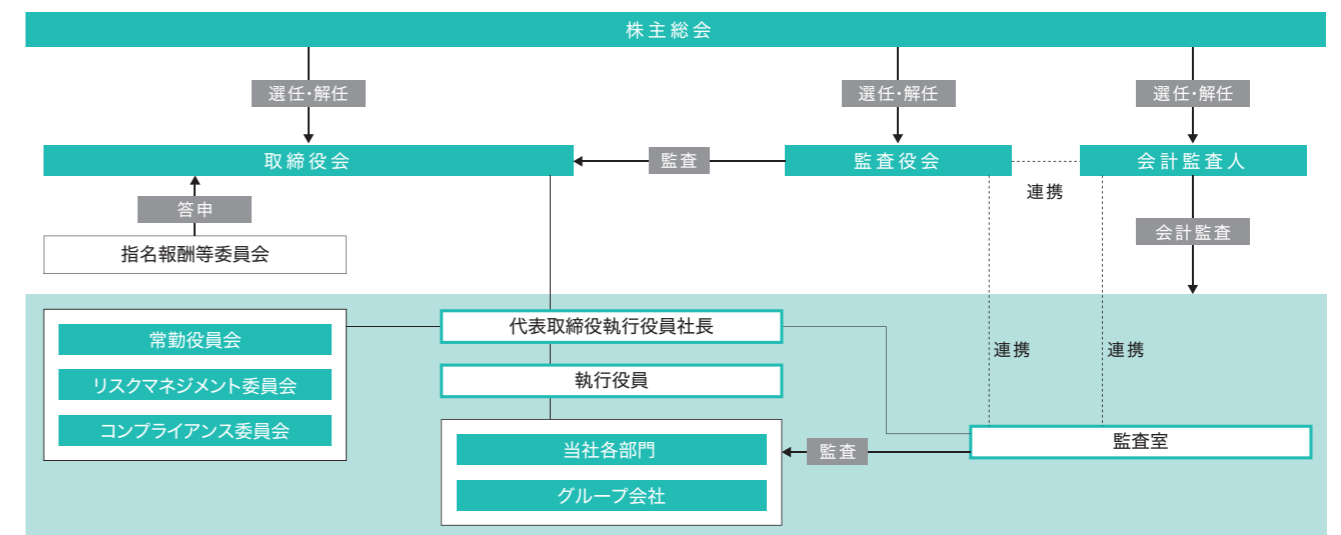 株主総会
選任・解任
選任・解任
選任・解任
取締役会
監査
監査役会
会計監査人
連携
答申
会計監査
指名報酬等委員会
代表取締役執行役員社長
常勤役員会
連携
連携
リスクマネジメント委員会
執行役員
コンプライアンス委員会
監査室
当社各部門
監査
グループ会社